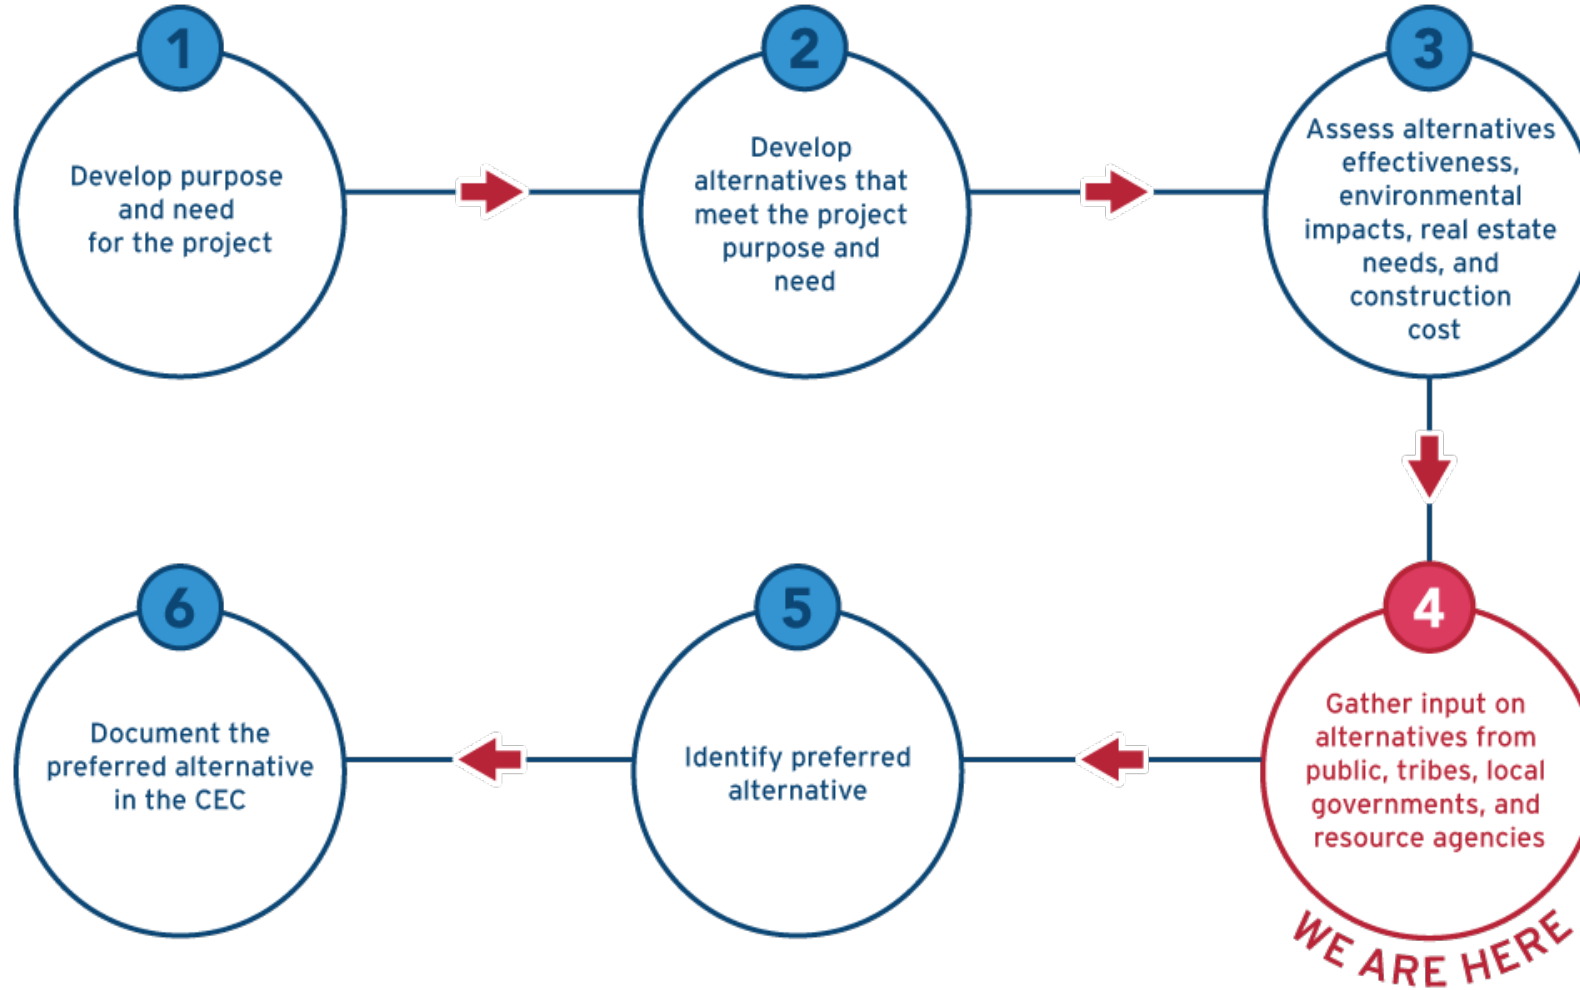 1
Develop purpose
and need
for the project
2
Develop
alternatives that
meet the project
purpose and
need
3
Assess alternatives
effectiveness,
environmental
impacts, real estate
needs, and
construction
cost
4
Gather input on
alternatives from
public, tribes, local
governments, and
resource agencies
WE ARE HERE
5
Identify preferred
alternative
6
Document the
preferred alternative
in the CEC